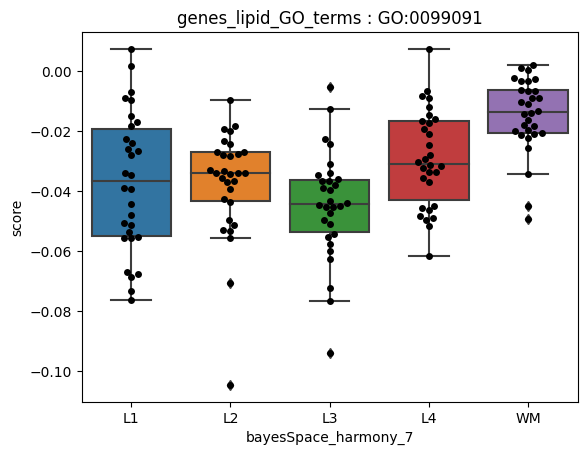 genes_lipid_GO_terms : GO:0099091
0.00
−0.02
−0.04
−0.06
−0.08
−0.10
score
L1 L2 L3 L4 WM
bayesSpace_harmony_7